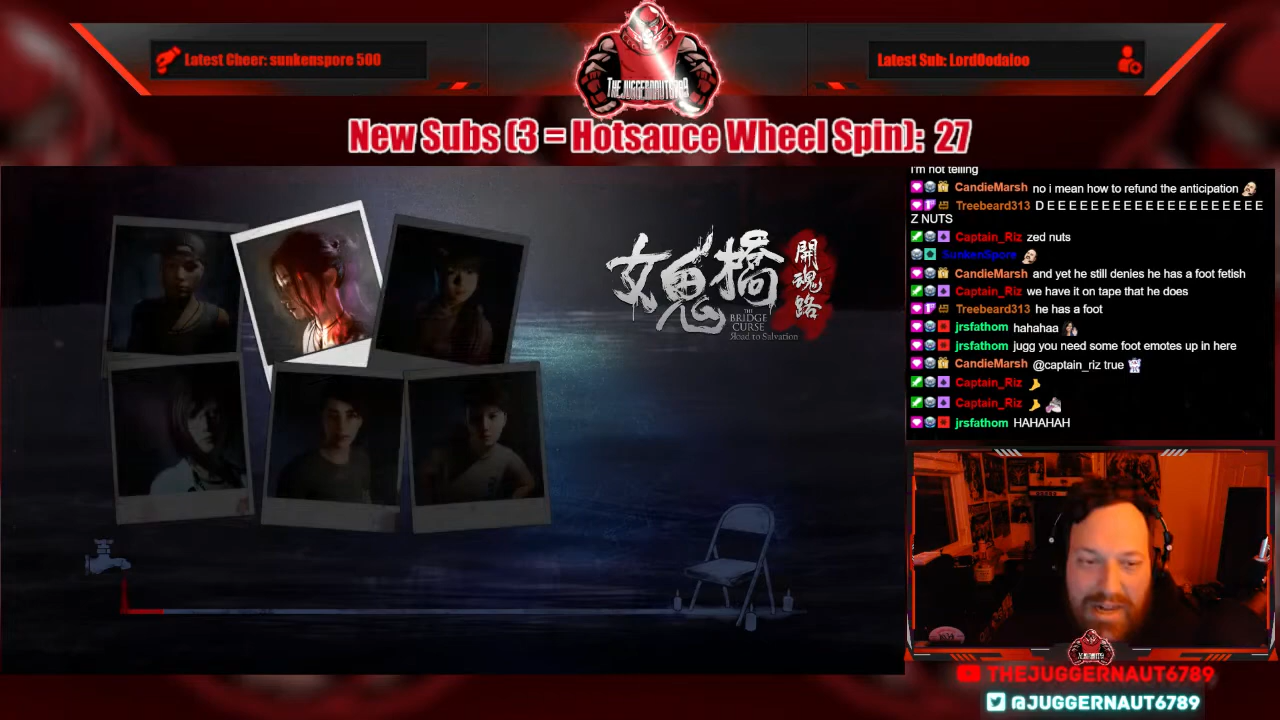 Latest Cheer: sunkenspore 500
THEJUGGERNAUT6789
Latest Sub: LordOodaloo
New Subs (3 = Hotsauce Wheel Spin): 27
女鬼橋
開魂路
THE
BRIDGE
CURSE
Road to Salvation
I'm not telling
CandieMarsh no i mean how to refund the anticipation
Treebeard313 D E E E E E E E E E E E E E E E E E E E E
Z NUTS
Captain_Riz zed nuts
SunkenSpore
CandieMarsh and yet he still denies he has a foot fetish
Captain_Riz we have it on tape that he does
Treebeard313 he has a foot
jrsfathom hahahaa
jrsfathom jugg you need some foot emotes up in here
CandieMarsh @captain_riz true
Captain_Riz
Captain_Riz
jrsfathom HAHAHAH
THEJUGGERNAUT6789
@JUGGERNAUT6789